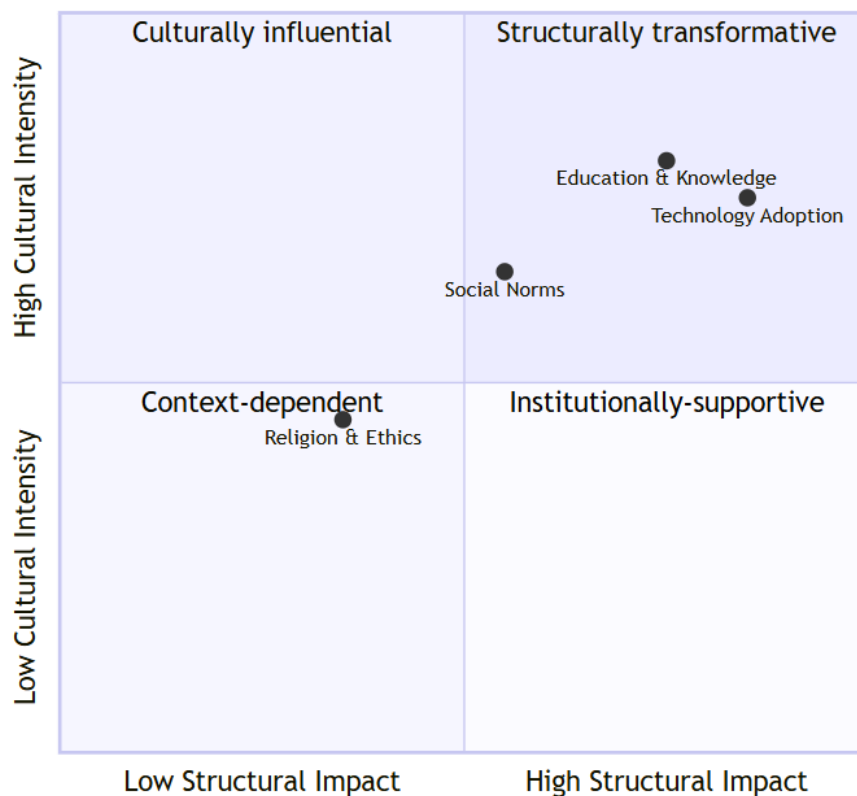 Culturally influential
Structurally transformative
High Cultural Intensity
Education & Knowledge
Technology Adoption
Social Norms
Context-dependent
Institutionally-supportive
Religion & Ethics
Low Cultural Intensity
Low Structural Impact
High Structural Impact